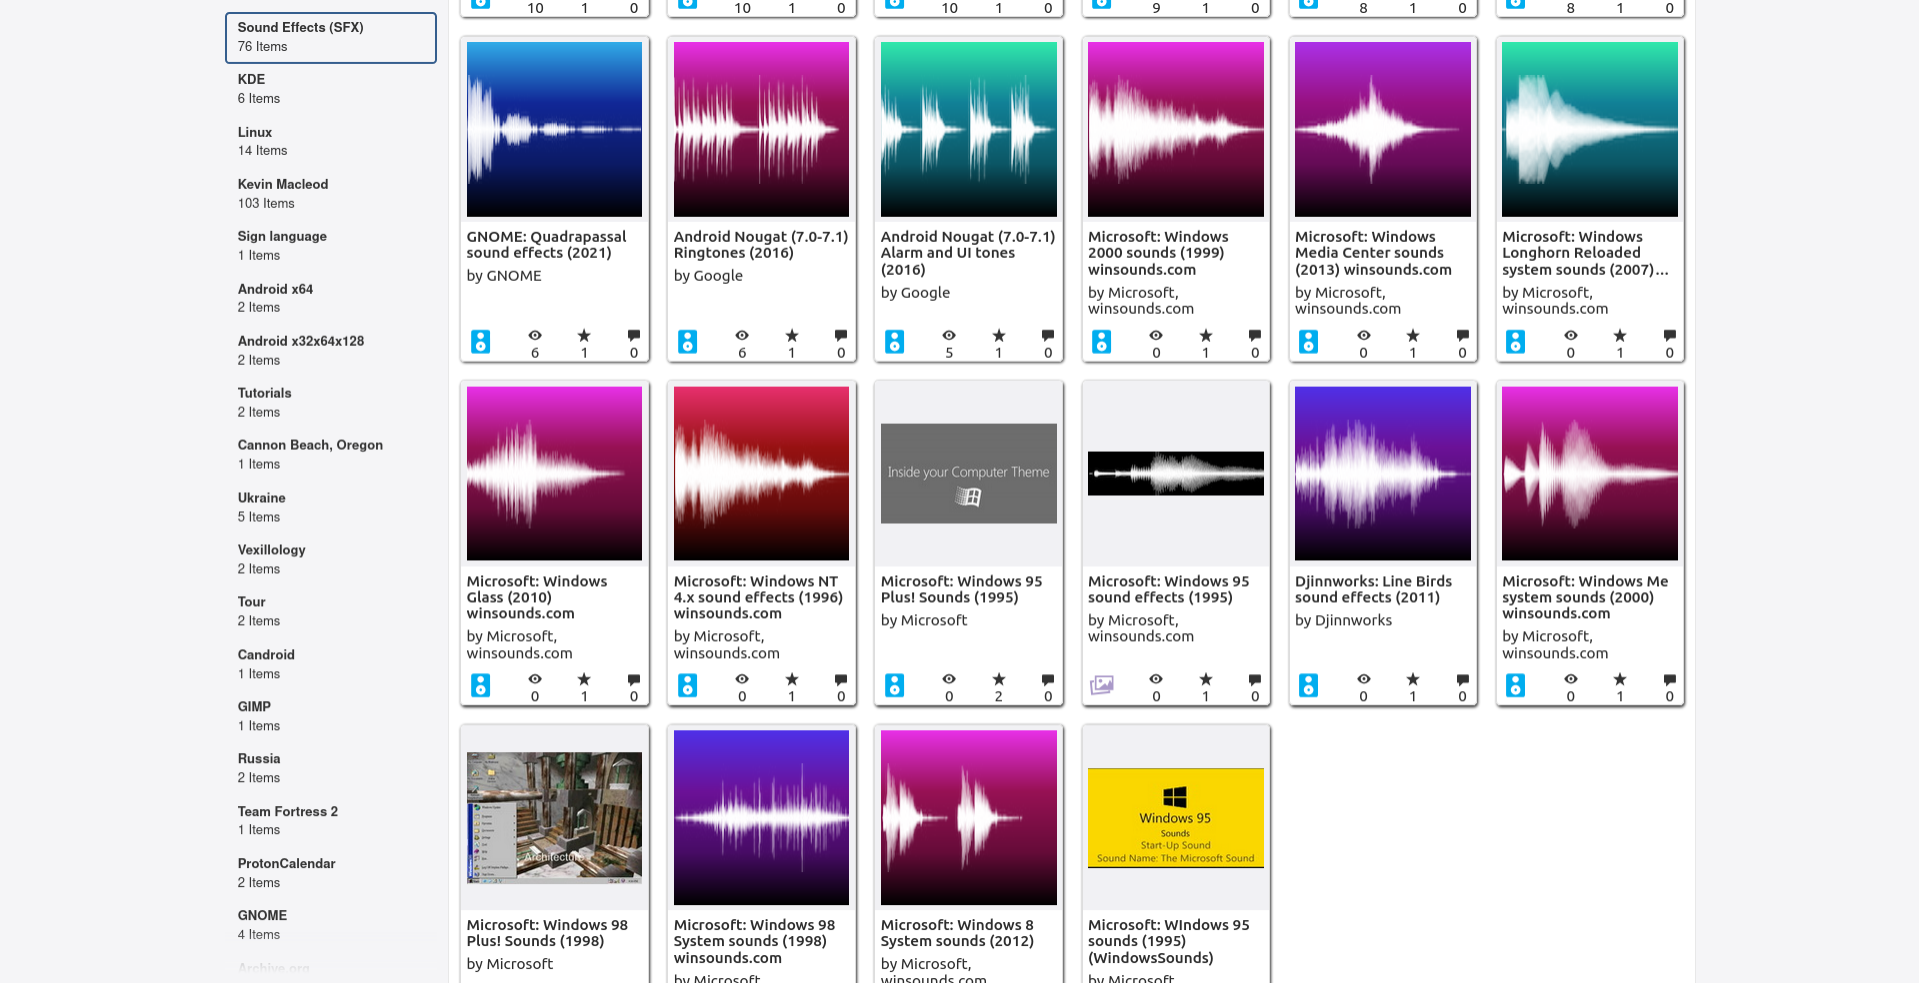 Sound Effects (SFX)
76 Items
KDE
6 Items
Linux
14 Items
Kevin Macleod
103 Items
Sign language
1 Items
Android x64
2 Items
Android x32x64x128
2 Items
Tutorials
2 Items
Cannon Beach, Oregon
1 Items
Ukraine
5 Items
Vexillology
2 Items
Tour
2 Items
Candroid
1 Items
GIMP
1 Items
Russia
2 Items
Team Fortress 2
1 Items
ProtonCalendar
2 Items
GNOME
4 Items
Archive.org
10 1 0
10 1 0
10 1 0
9 1 0
8 1 0
8 1 0
GNOME: Quadrapassal
sound effects (2021)
by GNOME
6 1 0
Android Nougat (7.0-7.1)
Ringtones (2016)
by Google
6 1 0
Android Nougat (7.0-7.1)
Alarm and UI tones
(2016)
by Google
5 1 0
Microsoft: Windows
2000 sounds (1999)
winsounds.com
by Microsoft,
winsounds.com
0 1 0
Microsoft: Windows
Media Center sounds
(2013) winsounds.com
by Microsoft,
winsounds.com
0 1 0
Microsoft: Windows
Longhorn Reloaded
system sounds (2007)...
by Microsoft,
winsounds.com
0 1 0
Microsoft: Windows
Glass (2010)
winsounds.com
by Microsoft,
winsounds.com
0 1 0
Microsoft: Windows NT
4.x sound effects (1996)
winsounds.com
by Microsoft,
winsounds.com
0 1 0
Inside your Computer Theme
Microsoft: Windows 95
Plus! Sounds (1995)
by Microsoft
0 2 0
Microsoft: Windows 95
sound effects (1995)
by Microsoft,
winsounds.com
0 1 0
Djinnworks: Line Birds
sound effects (2011)
by Djinnworks
0 1 0
Microsoft: Windows Me
system sounds (2000)
winsounds.com
by Microsoft,
winsounds.com
0 1 0
Architecture
Microsoft: Windows 98
Plus! Sounds (1998)
by Microsoft
Microsoft: Windows 98
System sounds (1998)
winsounds.com
by Microsoft,
Microsoft: Windows 8
System sounds (2012)
by Microsoft,
winsounds.com
Windows 95
Sounds
Start-Up Sound
Sound Name: The Microsoft Sound
Microsoft: WIndows 95
sounds (1995)
(WindowsSounds)
by Microsoft